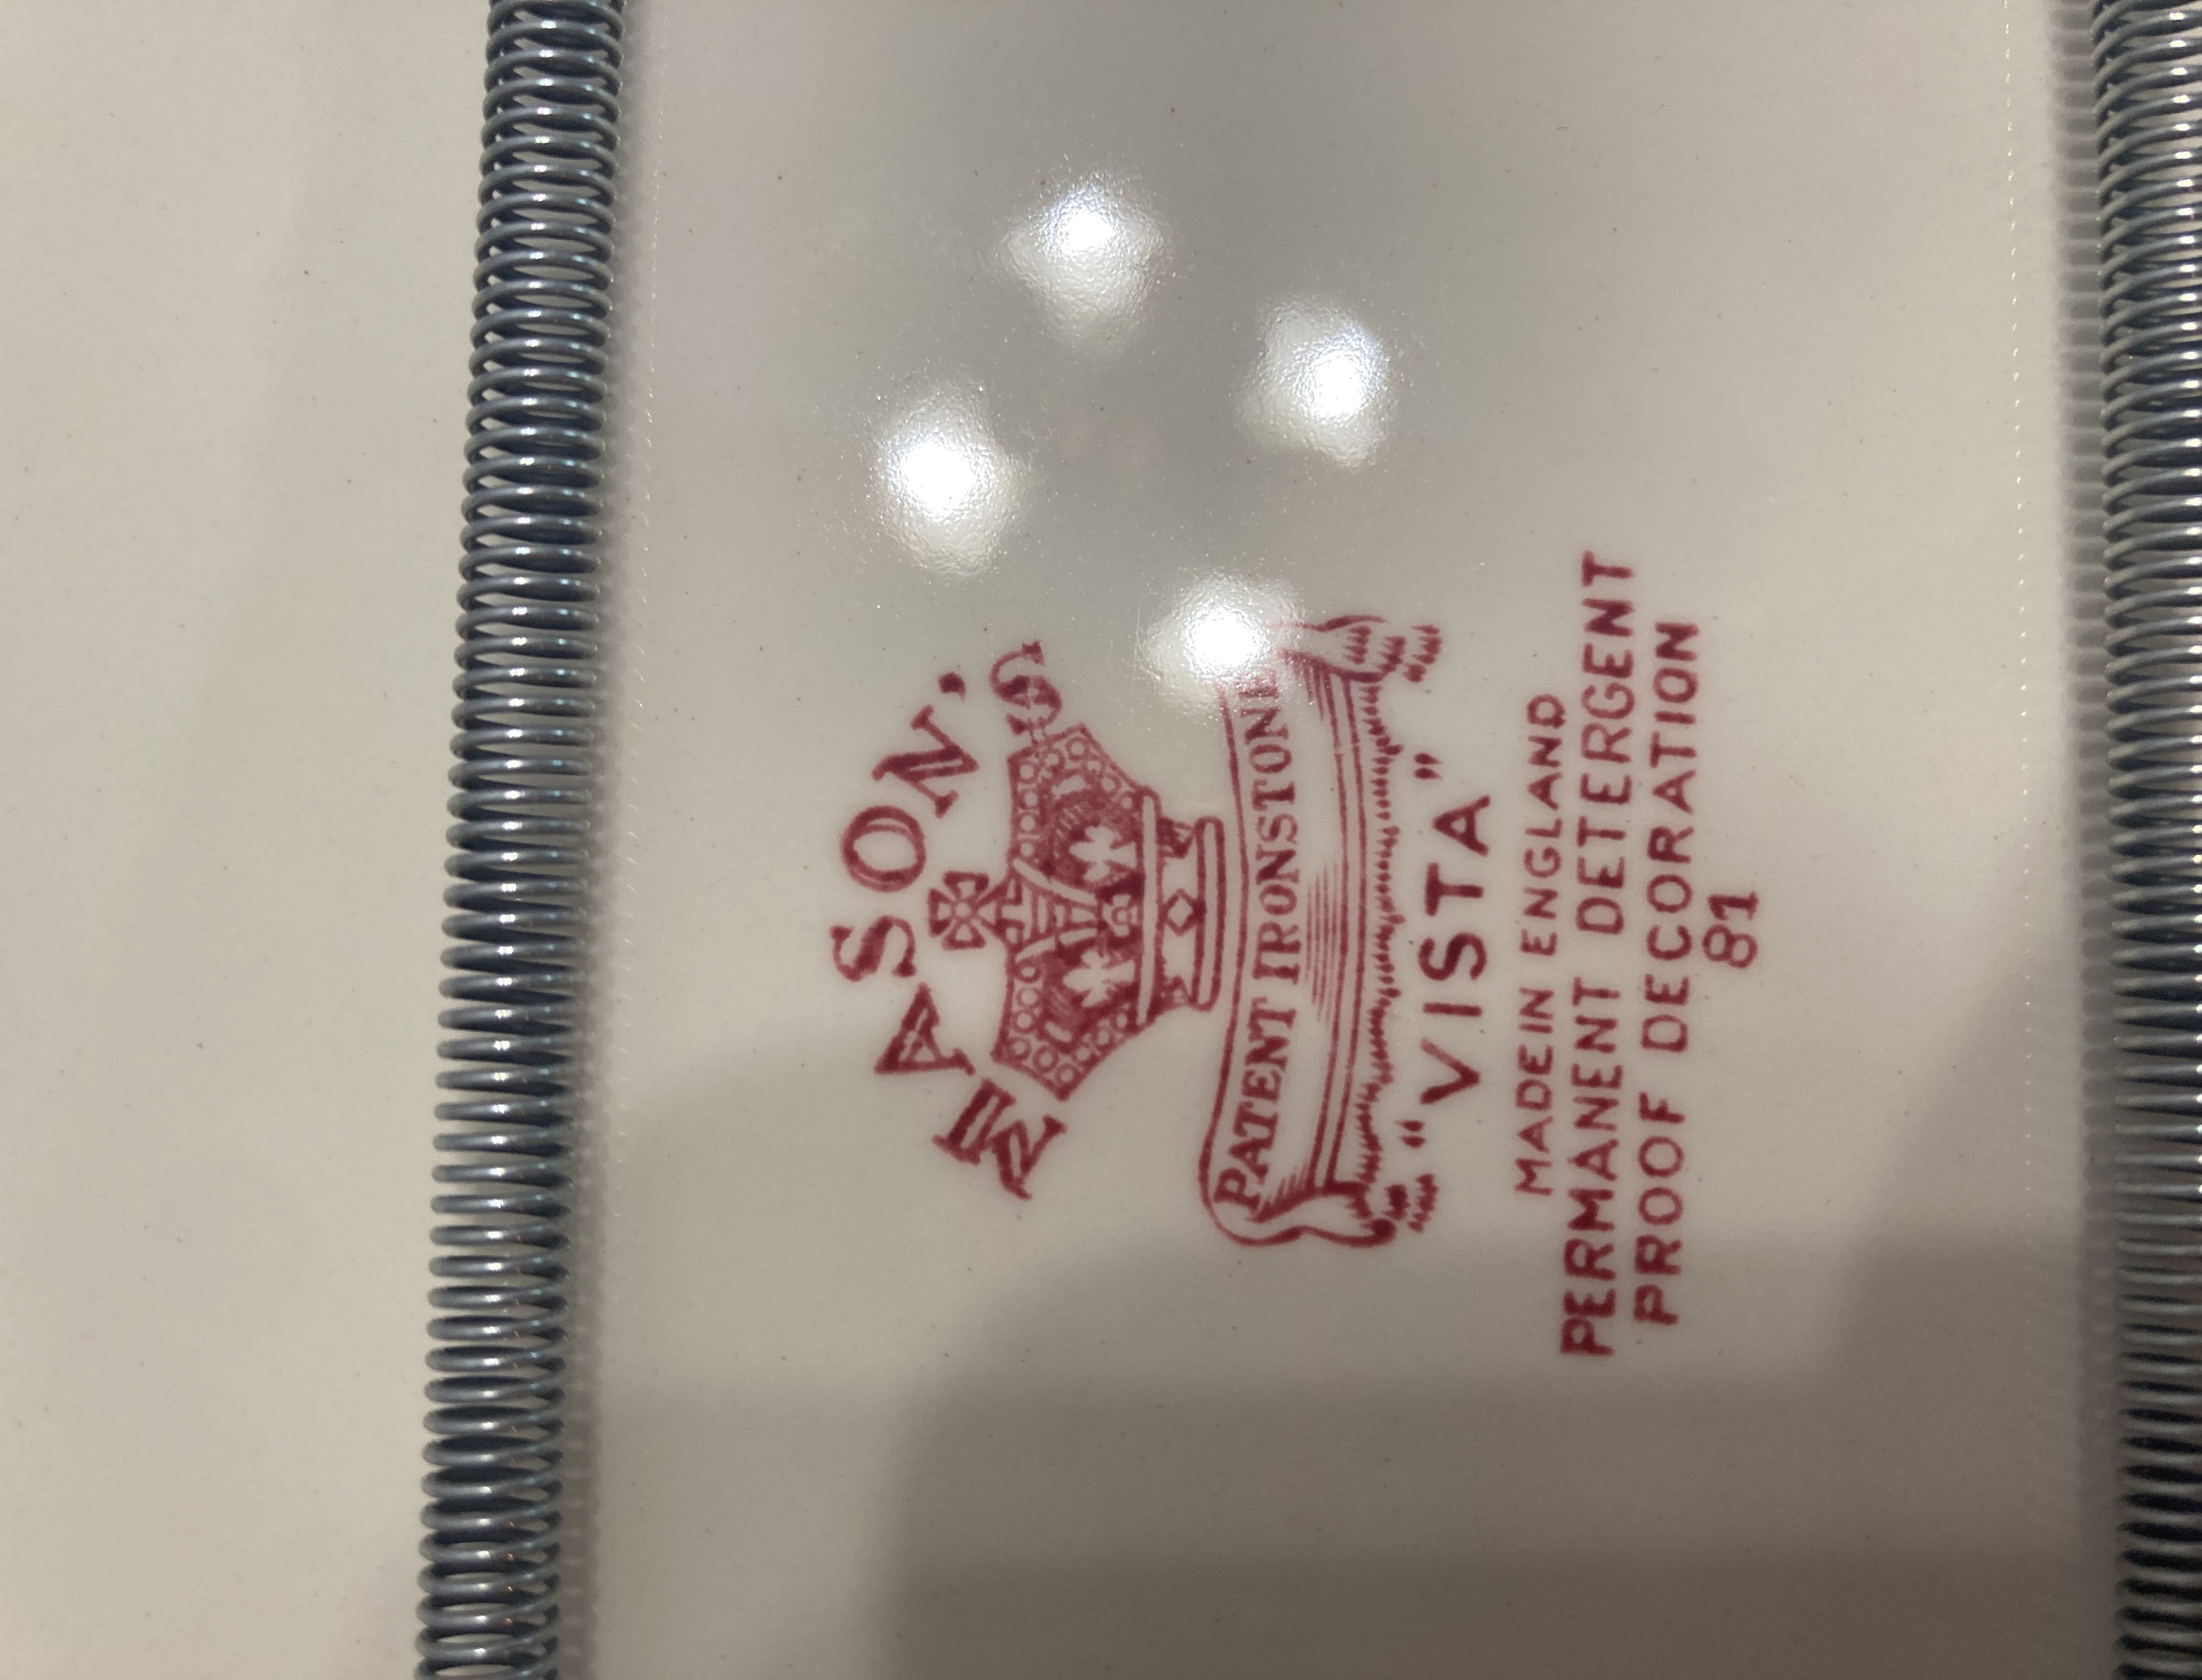 MASON'S
PATENT IRONSTONE
"VISTA"
MADE IN ENGLAND
PERMANENT DETERGENT
PROOF DECORATION
81